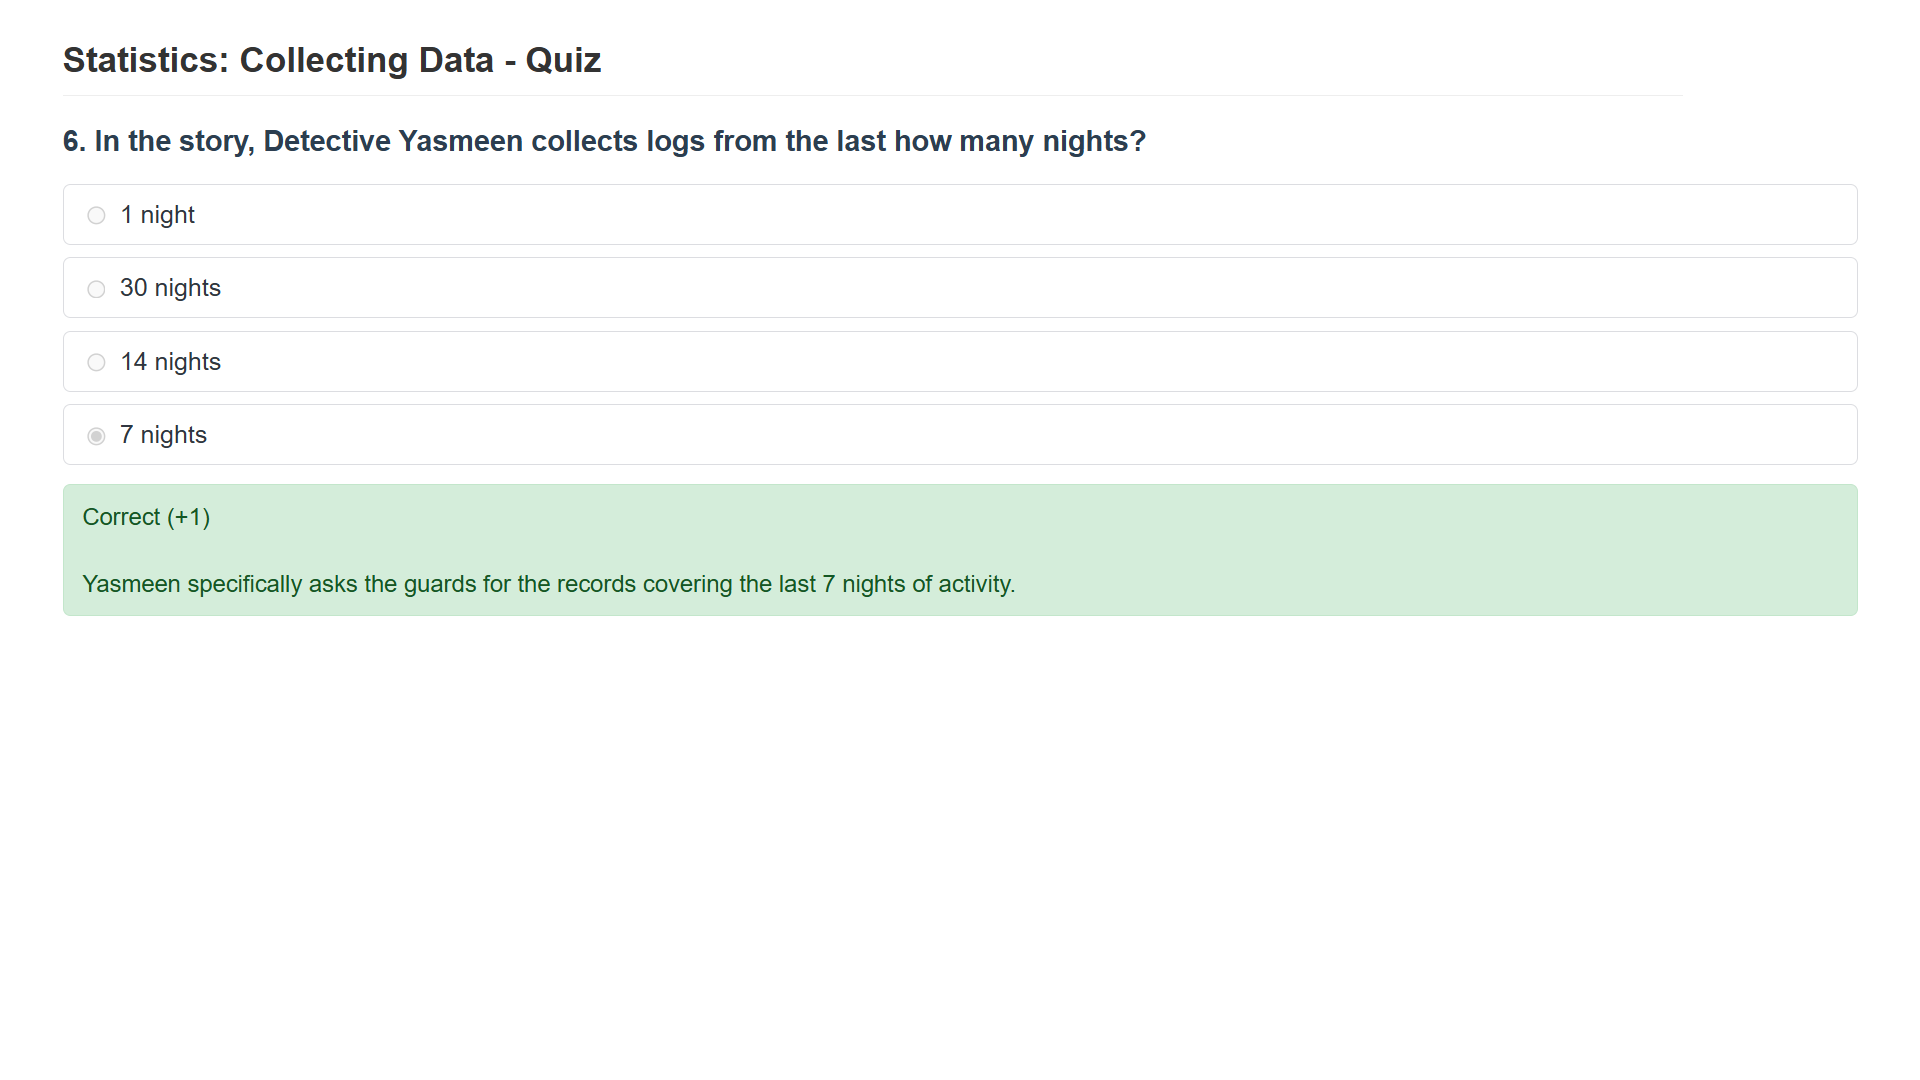 Statistics: Collecting Data - Quiz
6. In the story, Detective Yasmeen collects logs from the last how many nights?
1 night
30 nights
14 nights
7 nights
Correct (+1)
Yasmeen specifically asks the guards for the records covering the last 7 nights of activity.